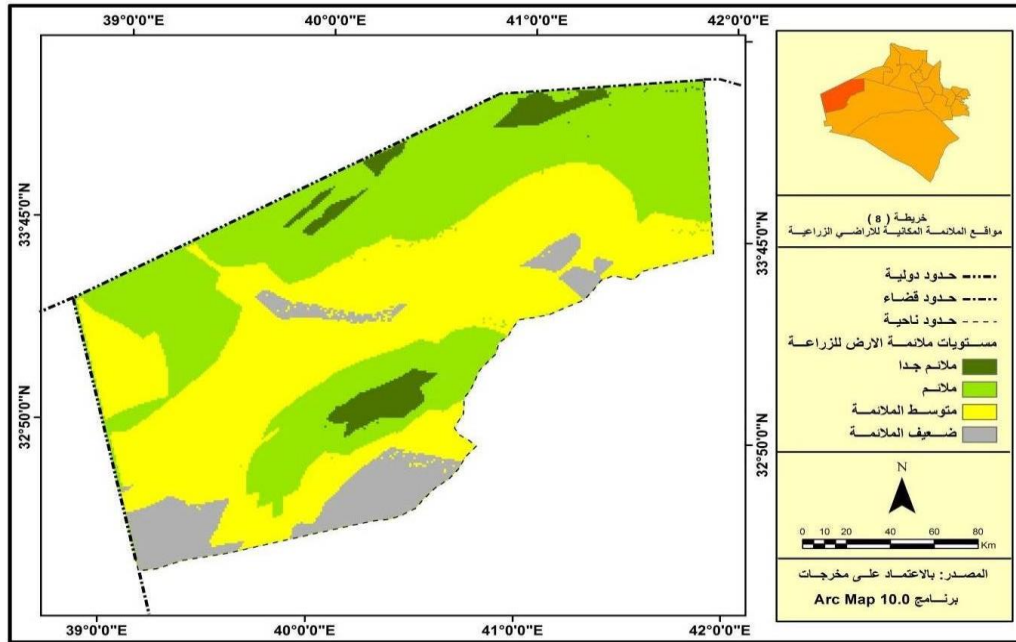 39°0'0"E
40°0'0"E
41°0'0"E
42°0'0"E
33°45'0"N
32°50'0"N
33°45'0"N
32°50'0"N
39°0'0"E
40°0'0"E
41°0'0"E
42°0'0"E
خريطة ( 8 )
مواقع الملائمة المكانية للاراضي الزراعية
حدود دولية
حدود قضاء
حدود ناحية
مستويات ملائمة الارض للزراعة
ملائم جدا
ملائم
متوسط الملائمة
ضعيف الملائمة
N
0 10 20 40 60 80
Km
المصدر: بالاعتماد على مخرجات
برنامج Arc Map 10.0